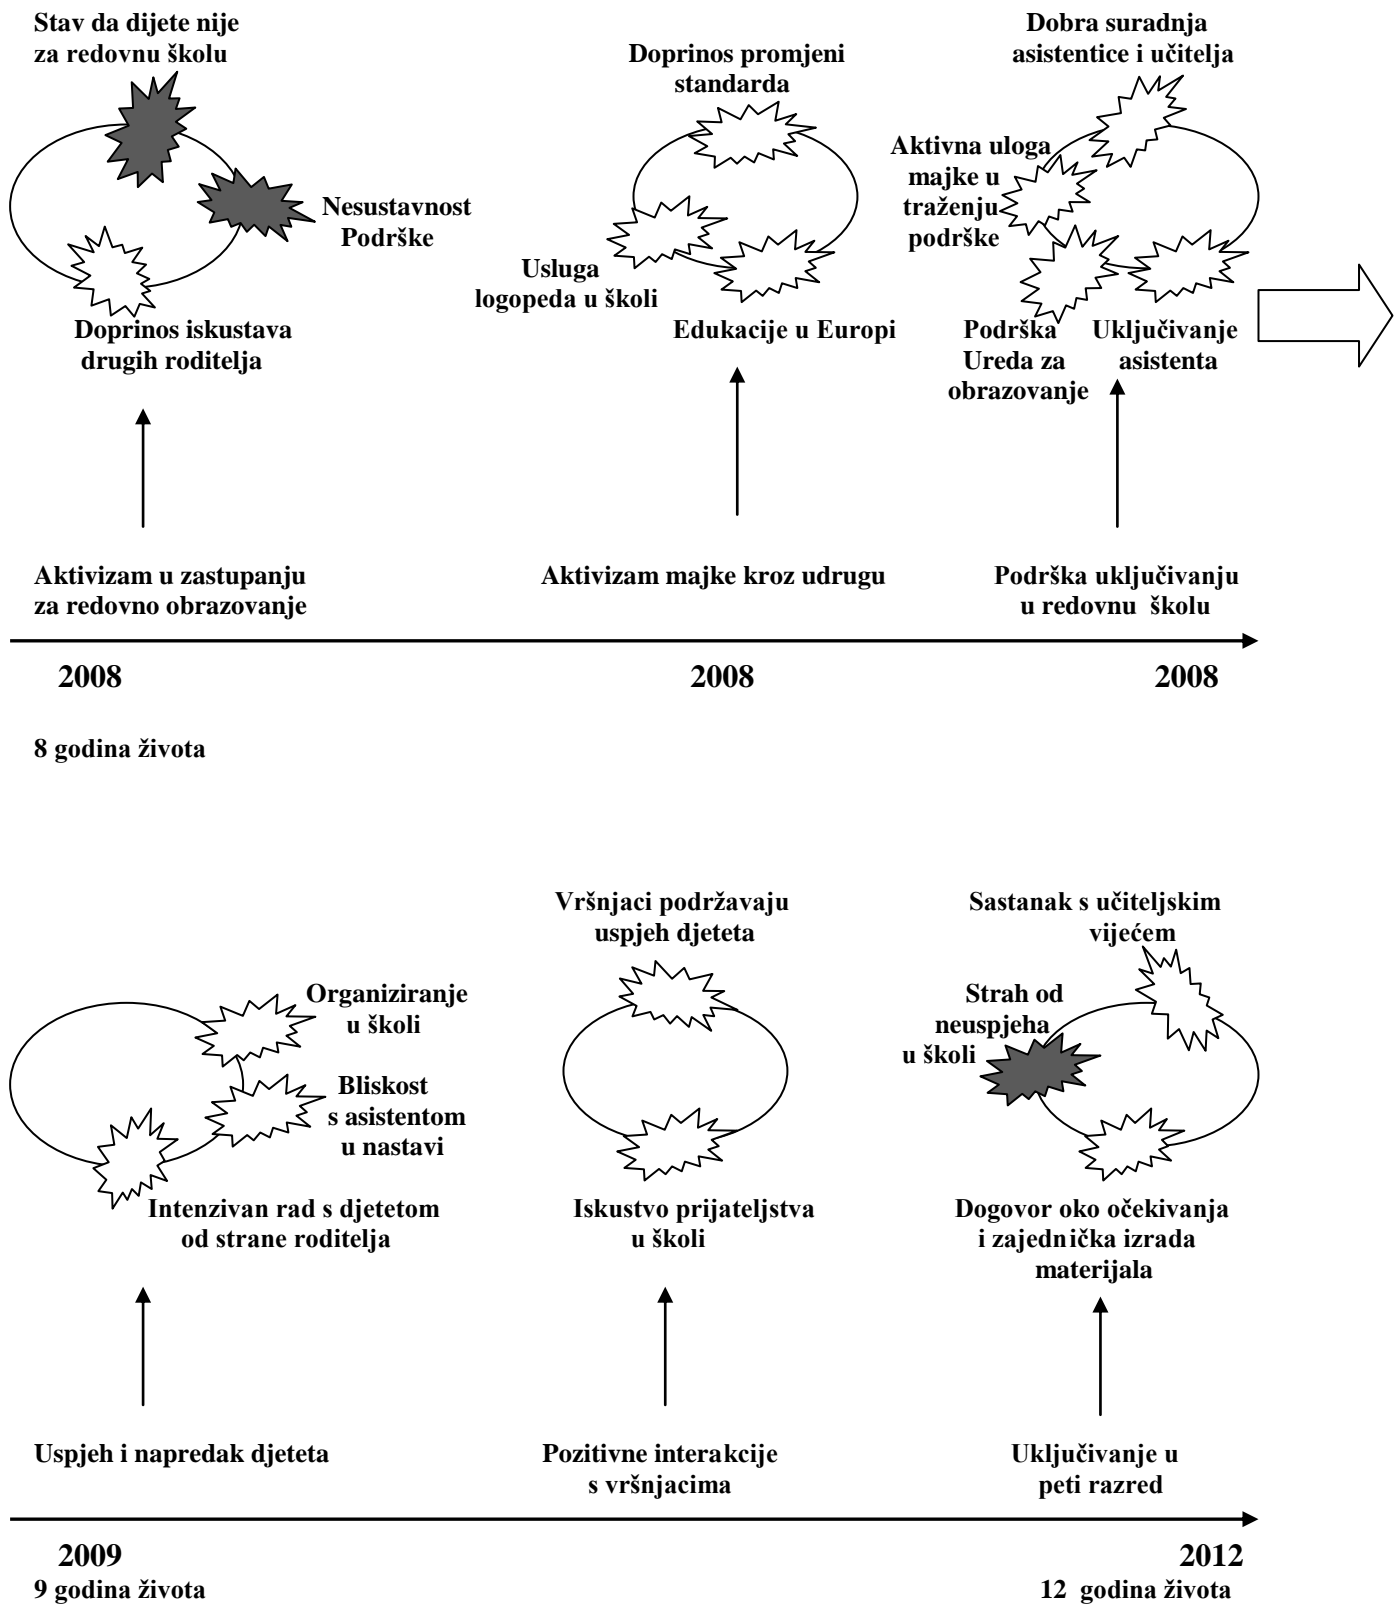 Stav da dijete nije
za redovnu školu
Nesustavnost
Podrške
Doprinos iskustava
drugih roditelja
Doprinos promjeni
standarda
Usluga
logopeda u školi
Edukacije u Europi
Dobra suradnja
asistentice i učitelja
Aktivna uloga
majke u
traženju
podrške
Podrška
Ureda za
obrazovanje
Uključivanje
asistenta
Aktivizam u zastupanju
za redovno obrazovanje
Aktivizam majke kroz udrugu
Podrška uključivanju
u redovnu školu
2008
2008
2008
8 godina života
Organiziranje
u školi
Bliskost
s asistentom
u nastavi
Intenzivan rad s djetetom
od strane roditelja
Vršnjaci podržavaju
uspjeh djeteta
Iskustvo prijateljstva
u školi
Sastanak s učiteljskim
vijećem
Strah od
neuspjeha
u školi
Dogovor oko očekivanja
i zajednička izrada
materijala
Uspjeh i napredak djeteta
Pozitivne interakcije
s vršnjacima
Uključivanje u
peti razred
2009
2012
9 godina života
12 godina života